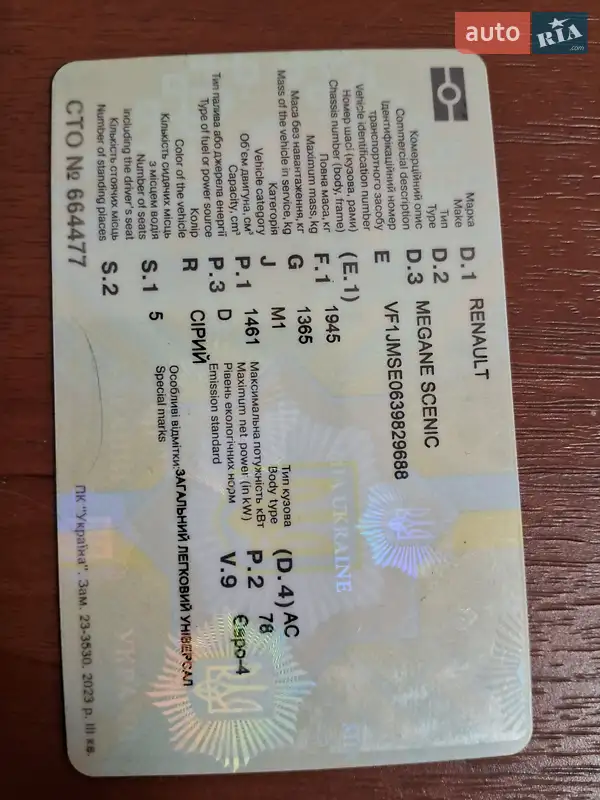 auto RIA .com
Марка
Make D.1 RENAULT
Тип
Type D.2
Комерційний опис
Commercial description D.3 MEGANE SCENIC
Ідентифікаційний номер
транспортного засобу
Vehicle identification number E VF1JMSE0639829688
Номер шасі (кузова, рами)
Chassis number (body, frame) (E.1)
Повна маса, кг
Maximum mass, kg F.1 1945
Маса без навантаження, кг
Mass of the vehicle in service, kg G 1365
Категорія
Vehicle category J M1
Тип кузова
Body type (D.4) AC
Об'єм двигуна, см³
Capacity, cm³ P.1 1461
Максимальна потужність кВт
Maximum net power (in kW) P.2 78
Тип палива або джерела енергії
Type of fuel or power source P.3 D
Рівень екологічних норм
Emission standard V.9 Євро-4
Колір
Color of the vehicle R СІРИЙ
Кількість сидячих місць
з місцем водія
Number of seats
including the driver's seat S.1 5
Особливі відмітки: ЗАГАЛЬНИЙ ЛЕГКОВИЙ УНІВЕРСАЛ
Special marks
Кількість стоячих місць
Number of standing places S.2
СТО № 664477
ПК "Україна". Зам. 23-3530. 2023 р. III кв.
UKRAINE